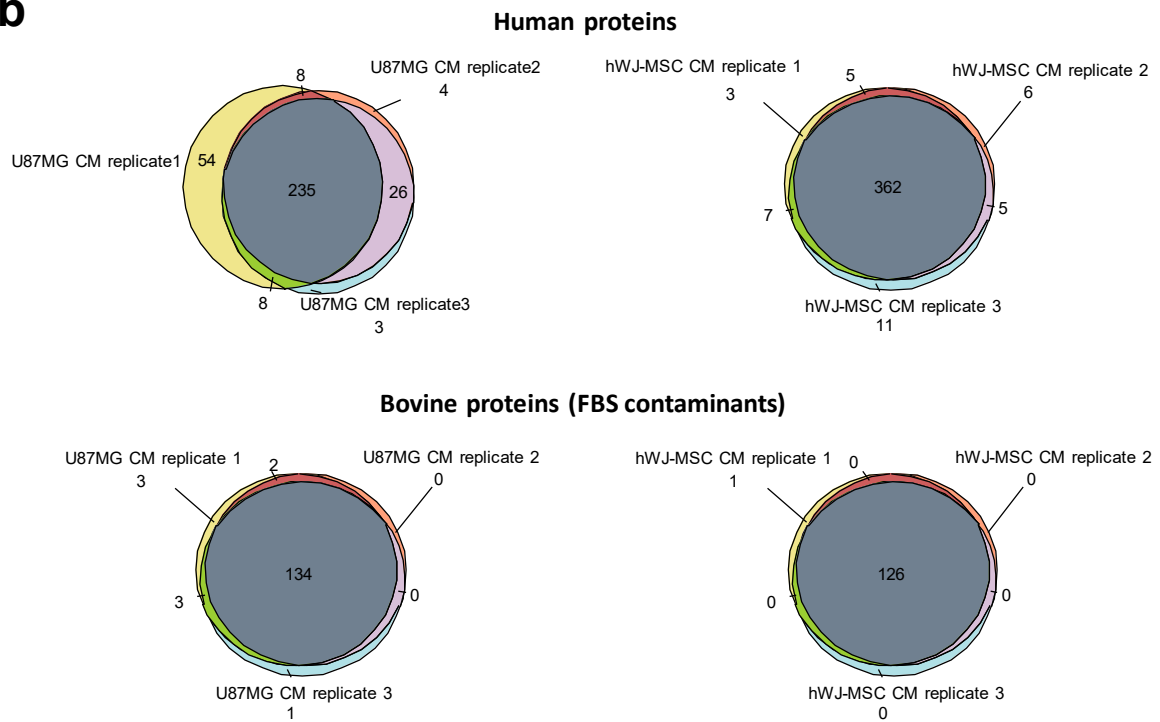 b
Human proteins
8
U87MG CM replicate2
4
U87MG CM replicate1
54
235
26
8
U87MG CM replicate3
3
hWJ-MSC CM replicate 1
3
5
hWJ-MSC CM replicate 2
6
362
7
5
hWJ-MSC CM replicate 3
11
Bovine proteins (FBS contaminants)
U87MG CM replicate 1
3
2
U87MG CM replicate 2
0
134
3
0
U87MG CM replicate 3
1
hWJ-MSC CM replicate 1
1
0
hWJ-MSC CM replicate 2
0
126
0
0
hWJ-MSC CM replicate 3
0